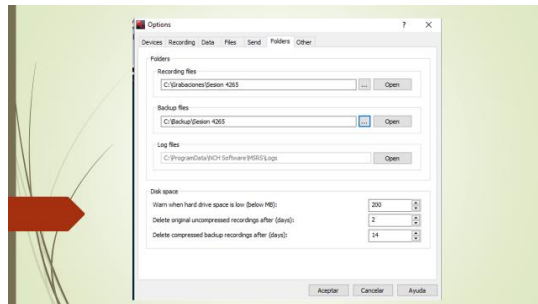 Options
Devices Recording Data Files Send Folders Other
Folders
Recording files
C:\Grabaciones\Sesion 4265
... Open
Backup files
C:\Backup\Sesion 4265
... Open
Log files
C:\ProgramData\NCH Software\MSRS\Logs
Open
Disk space
Warn when hard drive space is low (below MB): 200
Delete original uncompressed recordings after (days): 2
Delete compressed backup recordings after (days): 14
Aceptar Cancelar Ayuda